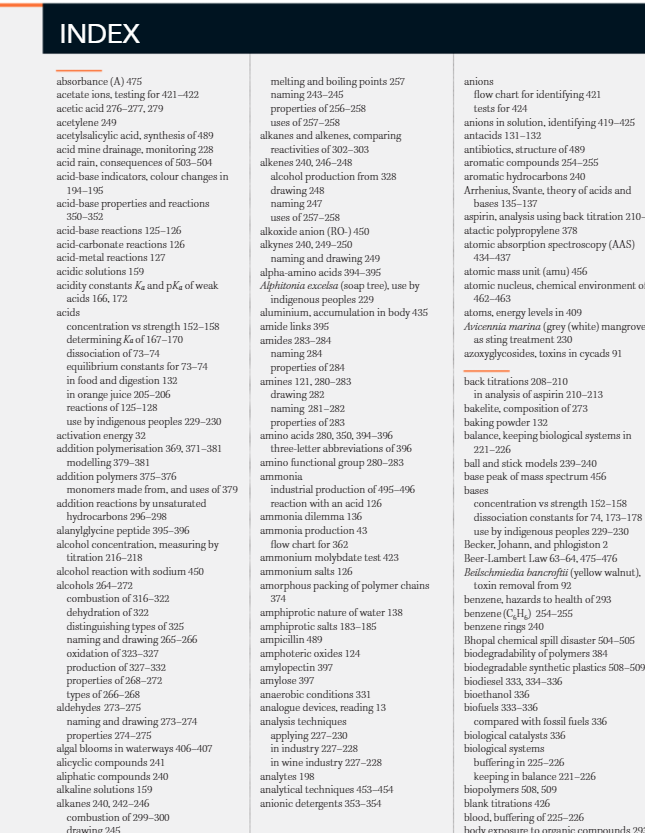 INDEX
absorbance (A) 475
acetate ions, testing for 421–422
acetic acid 276–277, 279
acetylene 249
acetylsalicylic acid, synthesis of 489
acid mine drainage, monitoring 228
acid rain, consequences of 503–504
acid-base indicators, colour changes in
194–195
acid-base properties and reactions
350–352
acid-base reactions 125–126
acid-carbonate reactions 126
acid-metal reactions 127
acidic solutions 159
acidity constants Ka and pKa of weak
acids 166, 172
acids
concentration vs strength 152–158
determining Ka of 167–170
dissociation of 73–74
equilibrium constants for 73–74
in food and digestion 132
in orange juice 205–206
reactions of 125–128
use by indigenous peoples 229–230
activation energy 32
addition polymerisation 369, 371–381
modelling 379–381
addition polymers 375–376
monomers made from, and uses of 379
addition reactions by unsaturated
hydrocarbons 296–298
alanylglycine peptide 395–396
alcohol concentration, measuring by
titration 216–218
alcohol reaction with sodium 450
alcohols 264–272
combustion of 316–322
dehydration of 322
distinguishing types of 325
naming and drawing 265–266
oxidation of 323–327
production of 327–332
properties of 268–272
types of 266–268
aldehydes 273–275
naming and drawing 273–274
properties 274–275
algal blooms in waterways 406–407
alicyclic compounds 241
aliphatic compounds 240
alkaline solutions 159
alkanes 240, 242–246
combustion of 299–300
drawing 245
melting and boiling points 257
naming 243–245
properties of 256–258
uses of 257–258
alkanes and alkenes, comparing
reactivities of 302–303
alkenes 240, 246–248
alcohol production from 328
drawing 248
naming 247
uses of 257–258
alkoxide anion (RO-) 450
alkynes 240, 249–250
naming and drawing 249
alpha-amino acids 394–395
Alphitonia excelsa (soap tree), use by
indigenous peoples 229
aluminium, accumulation in body 435
amide links 395
amides 283–284
naming 284
properties of 284
amines 121, 280–283
drawing 282
naming 281–282
properties of 283
amino acids 280, 350, 394–396
three-letter abbreviations of 396
amino functional group 280–283
ammonia
industrial production of 495–496
reaction with an acid 126
ammonia dilemma 136
ammonia production 43
flow chart for 362
ammonium molybdate test 423
ammonium salts 126
amorphous packing of polymer chains
374
amphiprotic nature of water 138
amphiprotic salts 183–185
ampicillin 489
amphoteric oxides 124
amylopectin 397
amylose 397
anaerobic conditions 331
analogue devices, reading 13
analysis techniques
applying 227–230
in industry 227–228
in wine industry 227–228
analytes 198
analytical techniques 453–454
anionic detergents 353–354
anions
flow chart for identifying 421
tests for 424
anions in solution, identifying 419–425
antacids 131–132
antibiotics, structure of 489
aromatic compounds 254–255
aromatic hydrocarbons 240
Arrhenius, Svante, theory of acids and
bases 135–137
aspirin, analysis using back titration 210–
atactic polypropylene 378
atomic absorption spectroscopy (AAS)
434–437
atomic mass unit (amu) 456
atomic nucleus, chemical environment of
462–463
atoms, energy levels in 409
Avicennia marina (grey (white) mangrove
as sting treatment 230
azoxyglycosides, toxins in cycads 91
back titrations 208–210
in analysis of aspirin 210–213
bakelite, composition of 273
baking powder 132
balance, keeping biological systems in
221–226
ball and stick models 239–240
base peak of mass spectrum 456
bases
concentration vs strength 152–158
dissociation constants for 74, 173–178
use by indigenous peoples 229–230
Becker, Johann, and phlogiston 2
Beer-Lambert Law 63–64, 475–476
Beilschmiedia bancroftii (yellow walnut),
toxin removal from 92
benzene, hazards to health of 293
benzene (C₆H₆) 254–255
benzene rings 240
Bhopal chemical spill disaster 504–505
biodegradability of polymers 384
biodegradable synthetic plastics 508–509
biodiesel 333, 334–336
bioethanol 336
biofuels 333–336
compared with fossil fuels 336
biological catalysts 336
biological systems
buffering in 225–226
keeping in balance 221–226
biopolymers 508, 509
blank titrations 426
blood, buffering of 225–226
body exposure to organic compounds